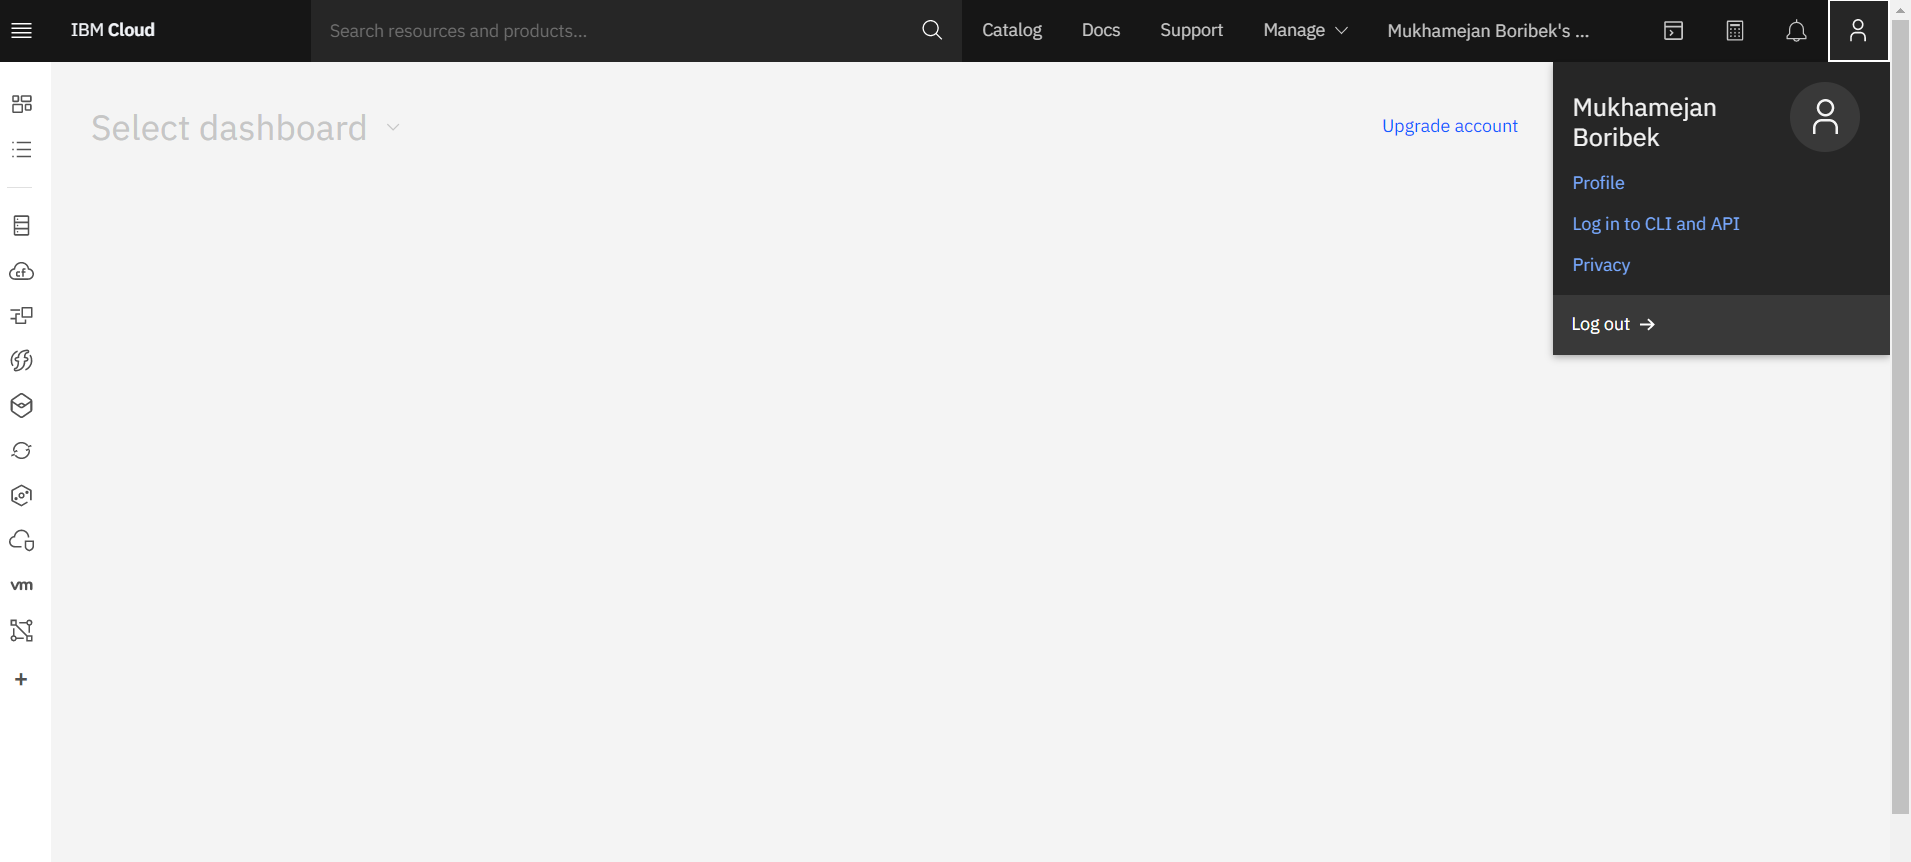 IBM Cloud
Search resources and products...
Catalog
Docs
Support
Manage
Mukhamejan Boribek's ...
Select dashboard
Upgrade account
Mukhamejan
Boribek
Profile
Log in to CLI and API
Privacy
Log out →
cf
vm
+